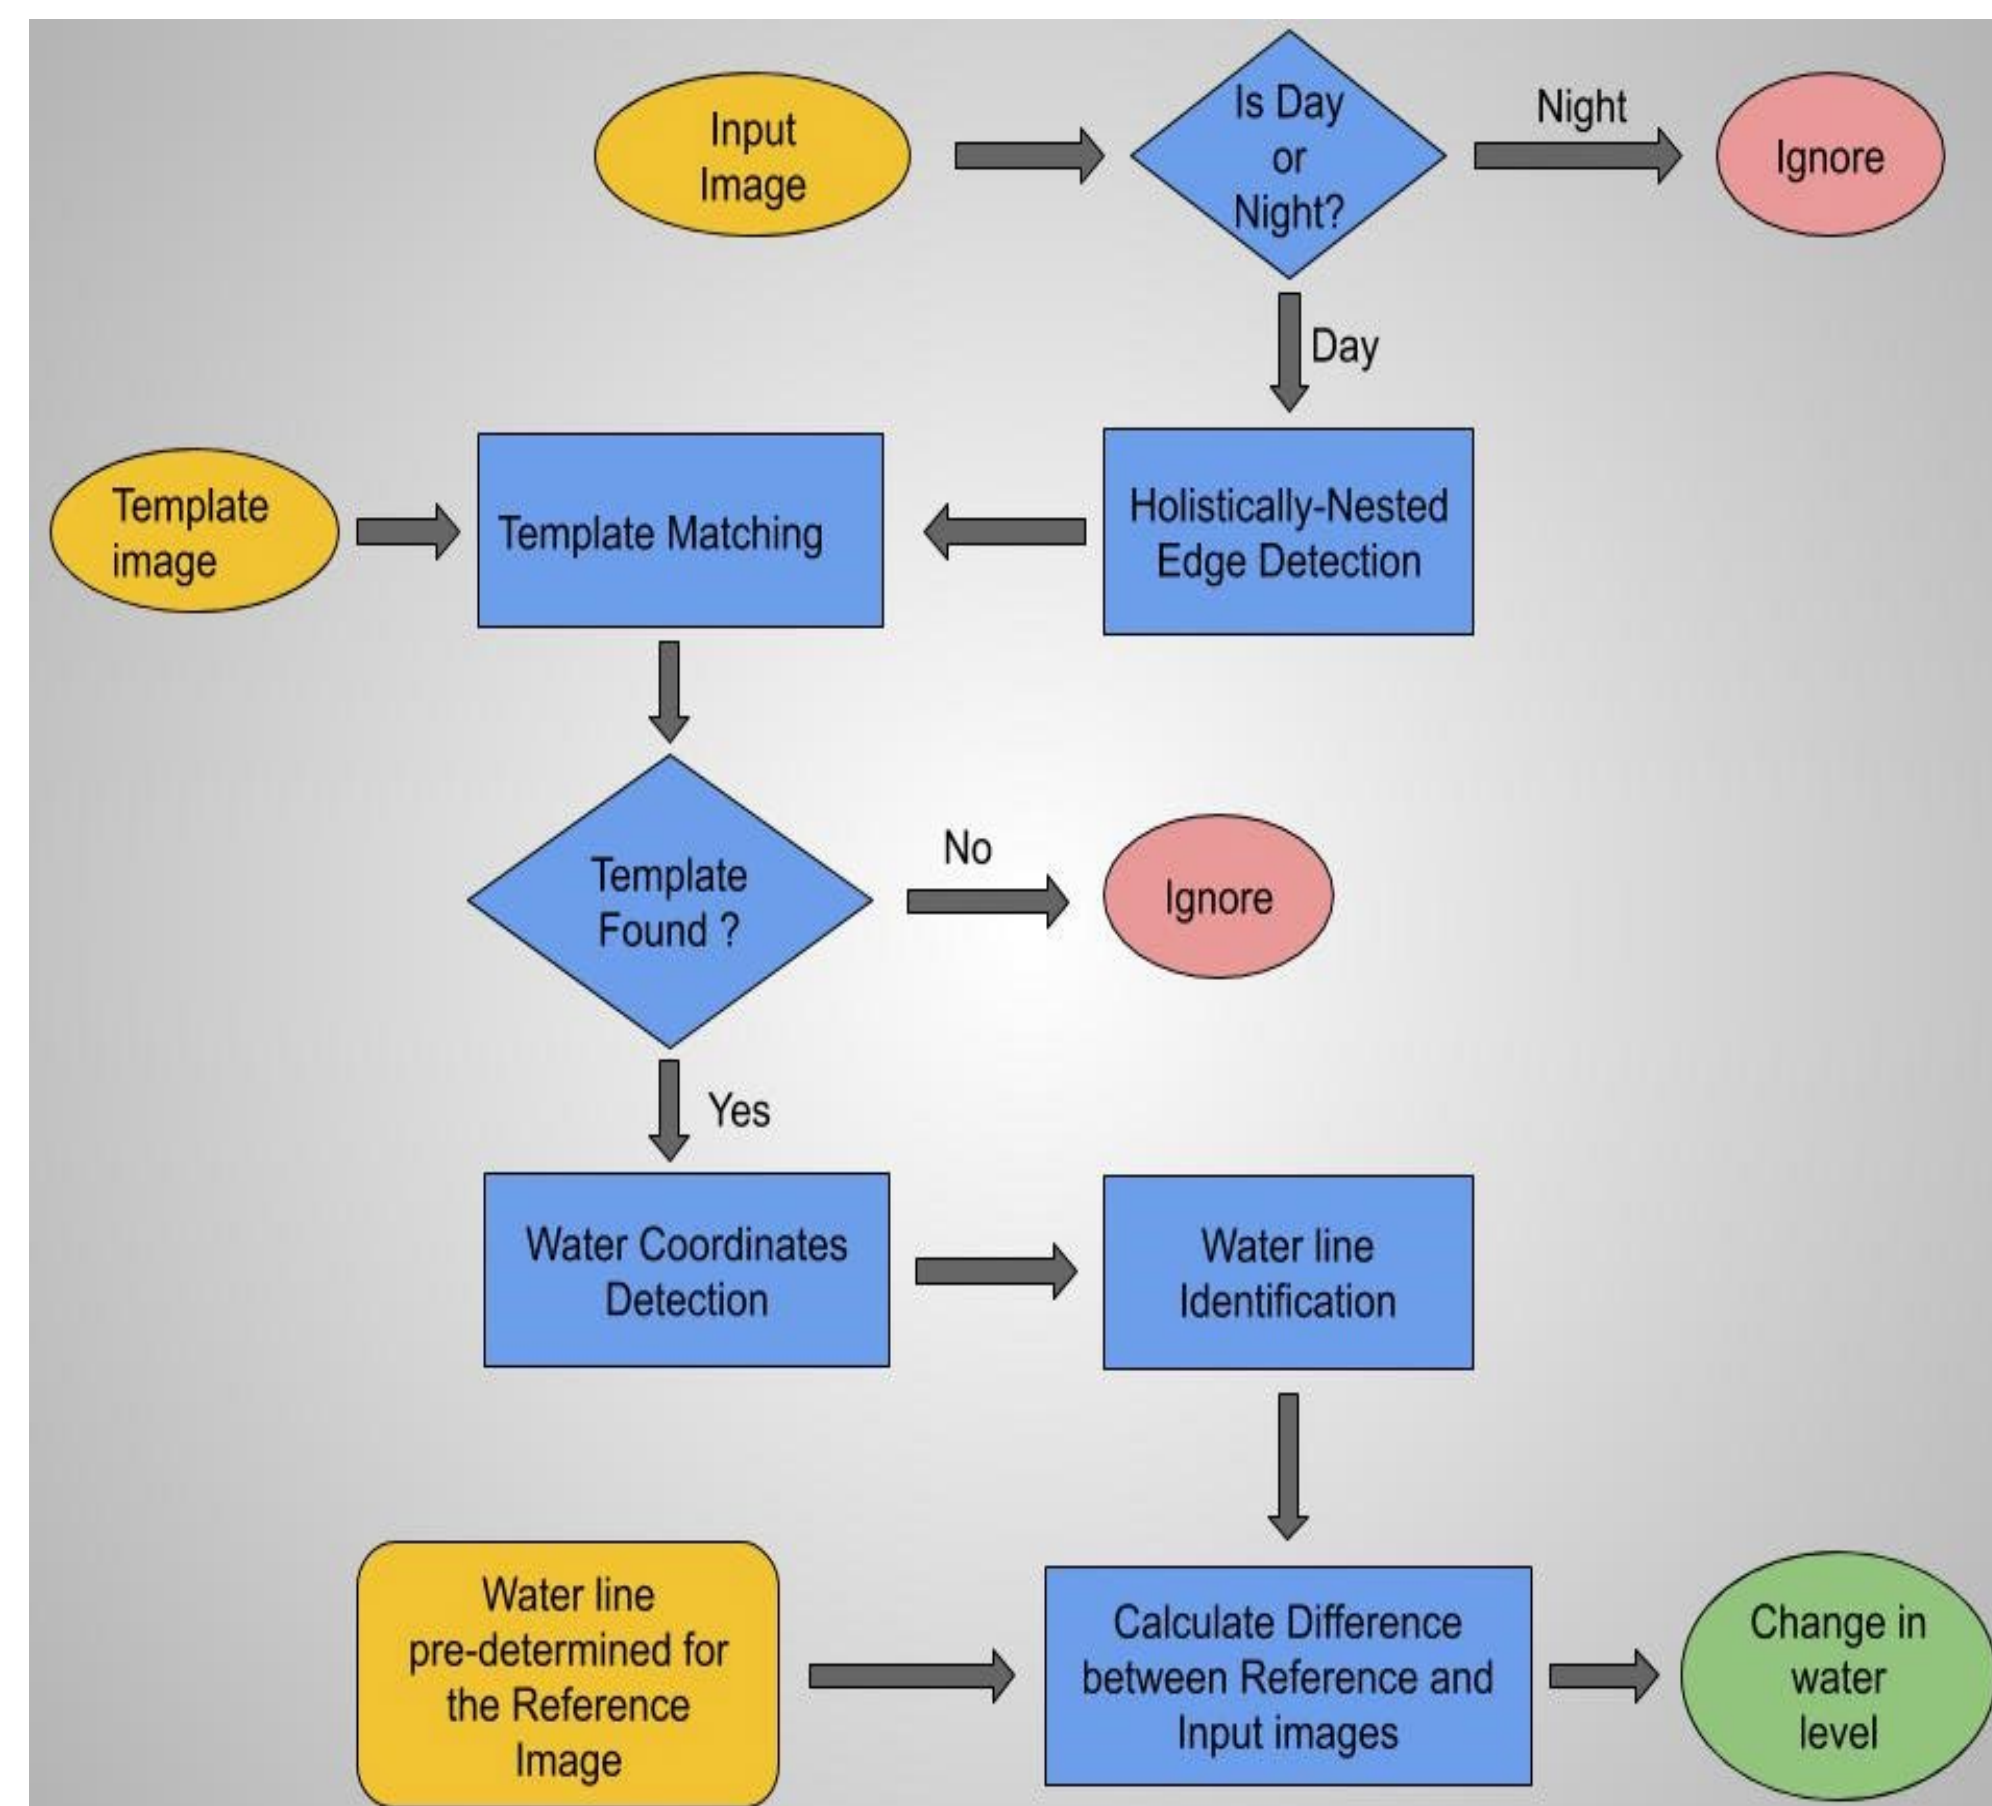 Input
Image
Is Day
or
Night?
Night
Ignore
Day
Template
image
Template Matching
Holistically-Nested
Edge Detection
Template
Found ?
No
Ignore
Yes
Water Coordinates
Detection
Water line
Identification
Water line
pre-determined for
the Reference
Image
Calculate Difference
between Reference and
Input images
Change in
water
level